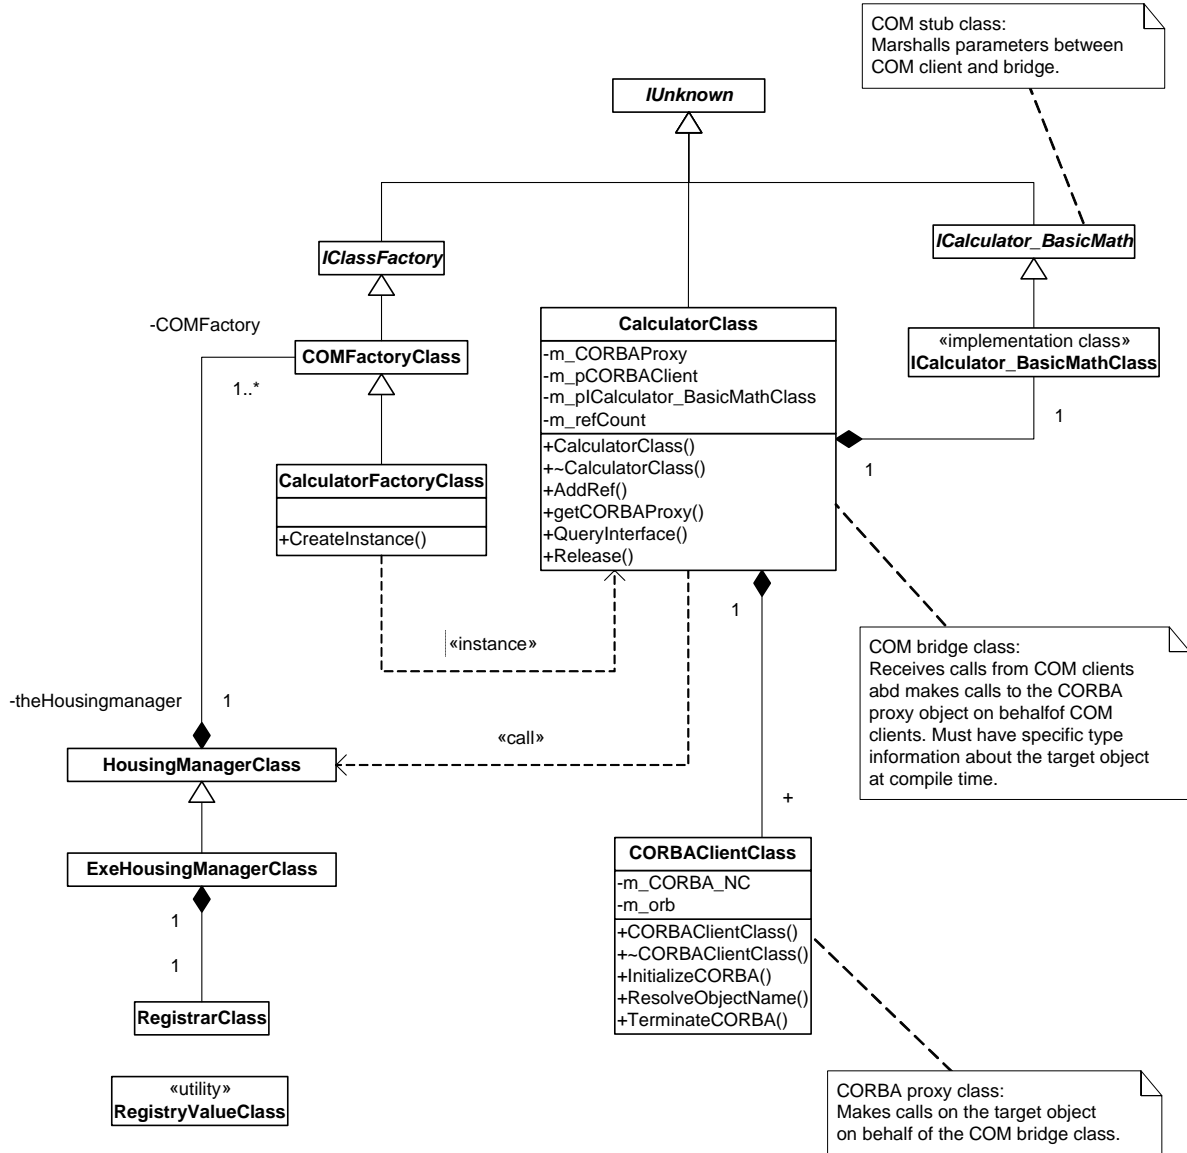 COM stub class:
Marshalls parameters between
COM client and bridge.
IUnknown
IClassFactory
ICalculator_BasicMath
-COMFactory
COMFactoryClass
1..*
CalculatorClass
-m_CORBAProxy
-m_pCORBAClient
-m_pICalculator_BasicMathClass
-m_refCount
+CalculatorClass()
+~CalculatorClass()
+AddRef()
+getCORBAProxy()
+QueryInterface()
+Release()
«implementation class»
ICalculator_BasicMathClass
1
1
CalculatorFactoryClass
+CreateInstance()
1
«instance»
-theHousingmanager
1
«call»
COM bridge class:
Receives calls from COM clients
abd makes calls to the CORBA
proxy object on behalfof COM
clients. Must have specific type
information about the target object
at compile time.
HousingManagerClass
+
ExeHousingManagerClass
1
1
CORBAClientClass
-m_CORBA_NC
-m_orb
+CORBAClientClass()
+~CORBAClientClass()
+InitializeCORBA()
+ResolveObjectName()
+TerminateCORBA()
RegistrarClass
«utility»
RegistryValueClass
CORBA proxy class:
Makes calls on the target object
on behalf of the COM bridge class.